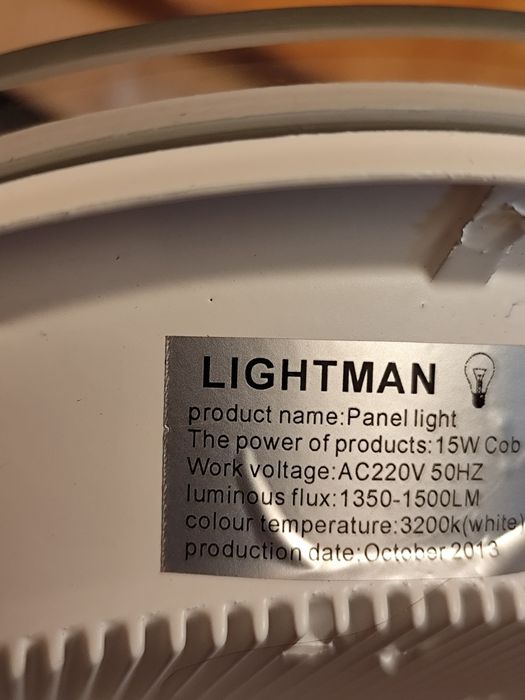 LIGHTMAN
product name:Panel light
The power of products:15W Cob
Work voltage:AC220V 50HZ
luminous flux:1350-1500LM
colour temperature:3200k(white)
production date:October 2013